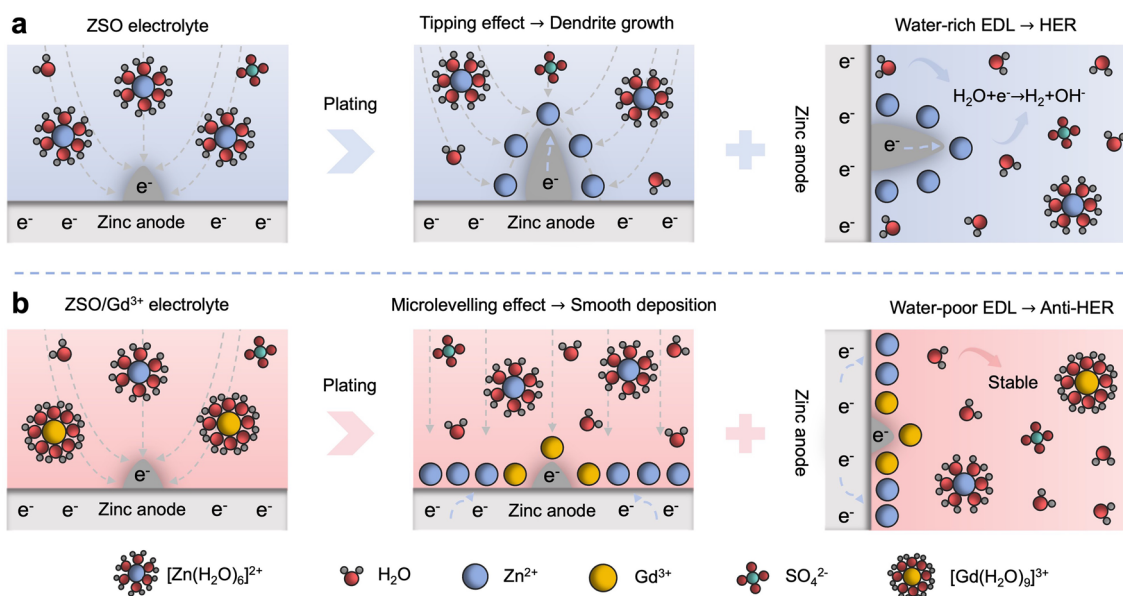 a
ZSO electrolyte
Tipping effect → Dendrite growth
Water-rich EDL → HER
e⁻
Zinc anode
e⁻ e⁻ e⁻ e⁻
Plating
e⁻
Zinc anode
e⁻ e⁻ e⁻ e⁻
Zinc anode
e⁻
e⁻
e⁻
e⁻
e⁻
H₂O+e⁻→H₂+OH⁻
b
ZSO/Gd³⁺ electrolyte
Microlevelling effect → Smooth deposition
Water-poor EDL → Anti-HER
e⁻
Zinc anode
e⁻ e⁻ e⁻ e⁻
Plating
e⁻
Zinc anode
e⁻ e⁻ e⁻ e⁻
Zinc anode
e⁻
e⁻
e⁻
e⁻
e⁻
Stable
[Zn(H₂O)₆]²⁺
H₂O
Zn²⁺
Gd³⁺
SO₄²⁻
[Gd(H₂O)₉]³⁺